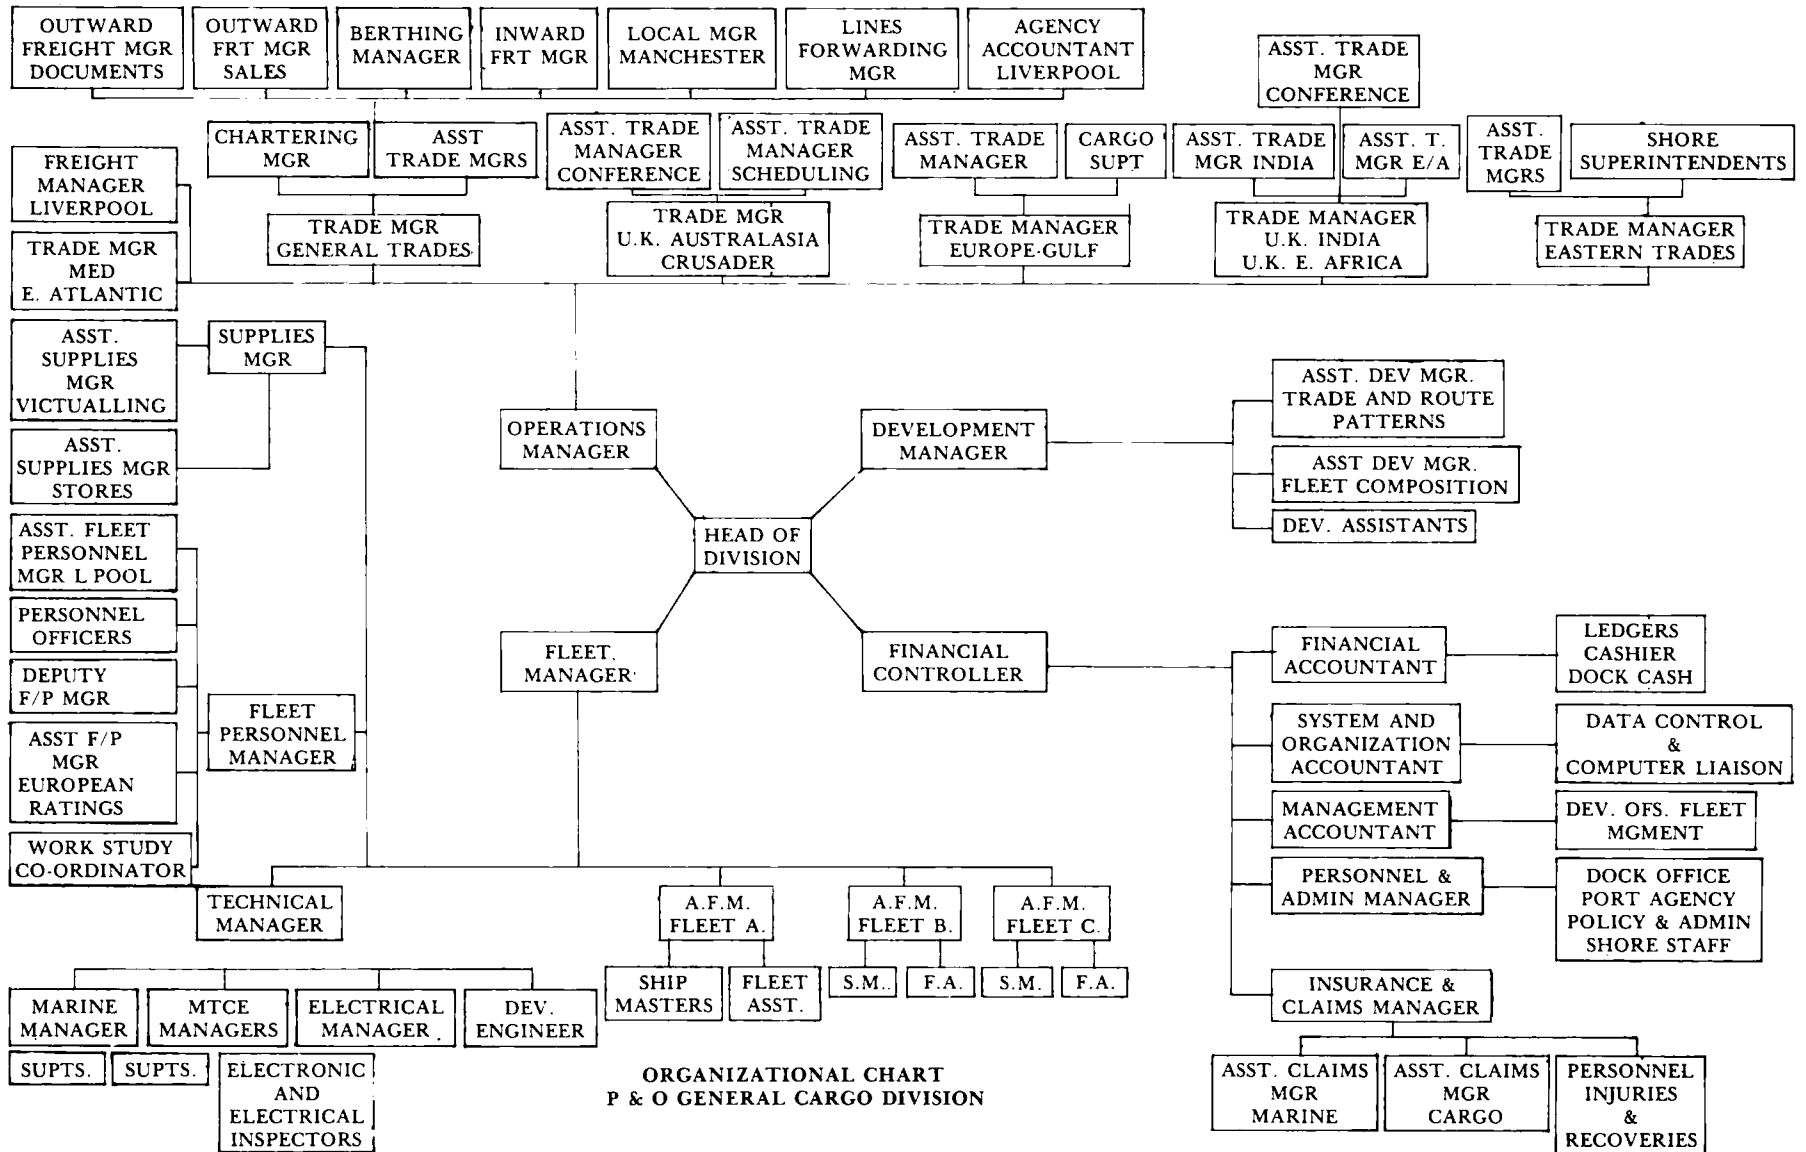 OUTWARD
FREIGHT MGR
DOCUMENTS
OUTWARD
FRT MGR
SALES
BERTHING
MANAGER
INWARD
FRT MGR
LOCAL MGR
MANCHESTER
LINES
FORWARDING
MGR
AGENCY
ACCOUNTANT
LIVERPOOL
ASST. TRADE
MGR
CONFERENCE
CHARTERING
MGR
ASST
TRADE MGRS
ASST. TRADE
MANAGER
CONFERENCE
ASST. TRADE
MANAGER
SCHEDULING
ASST. TRADE
MANAGER
CARGO
SUPT
ASST. TRADE
MGR INDIA
ASST. T.
MGR E/A
ASST.
TRADE
MGRS
SHORE
SUPERINTENDENTS
FREIGHT
MANAGER
LIVERPOOL
TRADE MGR
GENERAL TRADES
TRADE MGR
U.K. AUSTRALASIA
CRUSADER
TRADE MANAGER
EUROPE-GULF
TRADE MANAGER
U.K. INDIA
U.K. E. AFRICA
TRADE MANAGER
EASTERN TRADES
TRADE MGR
MED
E. ATLANTIC
ASST.
SUPPLIES
MGR
VICTUALLING
SUPPLIES
MGR
ASST.
SUPPLIES MGR
STORES
OPERATIONS
MANAGER
DEVELOPMENT
MANAGER
ASST. DEV MGR.
TRADE AND ROUTE
PATTERNS
ASST DEV MGR.
FLEET COMPOSITION
DEV. ASSISTANTS
HEAD OF
DIVISION
ASST. FLEET
PERSONNEL
MGR L POOL
PERSONNEL
OFFICERS
DEPUTY
F/P MGR
ASST F/P
MGR
EUROPEAN
RATINGS
WORK STUDY
CO-ORDINATOR
FLEET
PERSONNEL
MANAGER
FLEET.
MANAGER
FINANCIAL
CONTROLLER
FINANCIAL
ACCOUNTANT
LEDGERS
CASHIER
DOCK CASH
SYSTEM AND
ORGANIZATION
ACCOUNTANT
DATA CONTROL
&
COMPUTER LIAISON
MANAGEMENT
ACCOUNTANT
DEV. OFS. FLEET
MGMENT
PERSONNEL &
ADMIN MANAGER
DOCK OFFICE
PORT AGENCY
POLICY & ADMIN
SHORE STAFF
TECHNICAL
MANAGER
A.F.M.
FLEET A.
A.F.M.
FLEET B.
A.F.M.
FLEET C.
SHIP
MASTERS
FLEET
ASST.
S.M..
F.A.
S.M.
F.A.
INSURANCE &
CLAIMS MANAGER
MARINE
MANAGER
MTCE
MANAGERS
ELECTRICAL
MANAGER
DEV.
ENGINEER
SUPTS.
SUPTS.
ELECTRONIC
AND
ELECTRICAL
INSPECTORS
ASST. CLAIMS
MGR
MARINE
ASST. CLAIMS
MGR
CARGO
PERSONNEL
INJURIES
&
RECOVERIES
ORGANIZATIONAL CHART
P & O GENERAL CARGO DIVISION